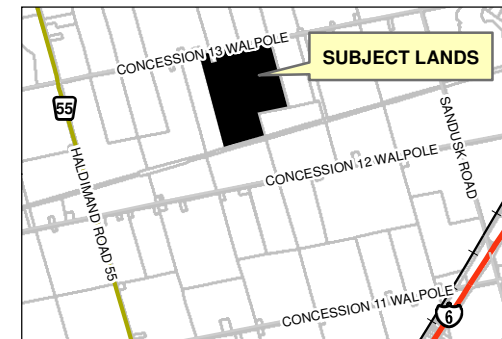 CONCESSION 13 WALPOLE
SUBJECT LANDS
55
SANDUSK ROAD
HALDIMAND ROAD 55
CONCESSION 12 WALPOLE
CONCESSION 11 WALPOLE
6